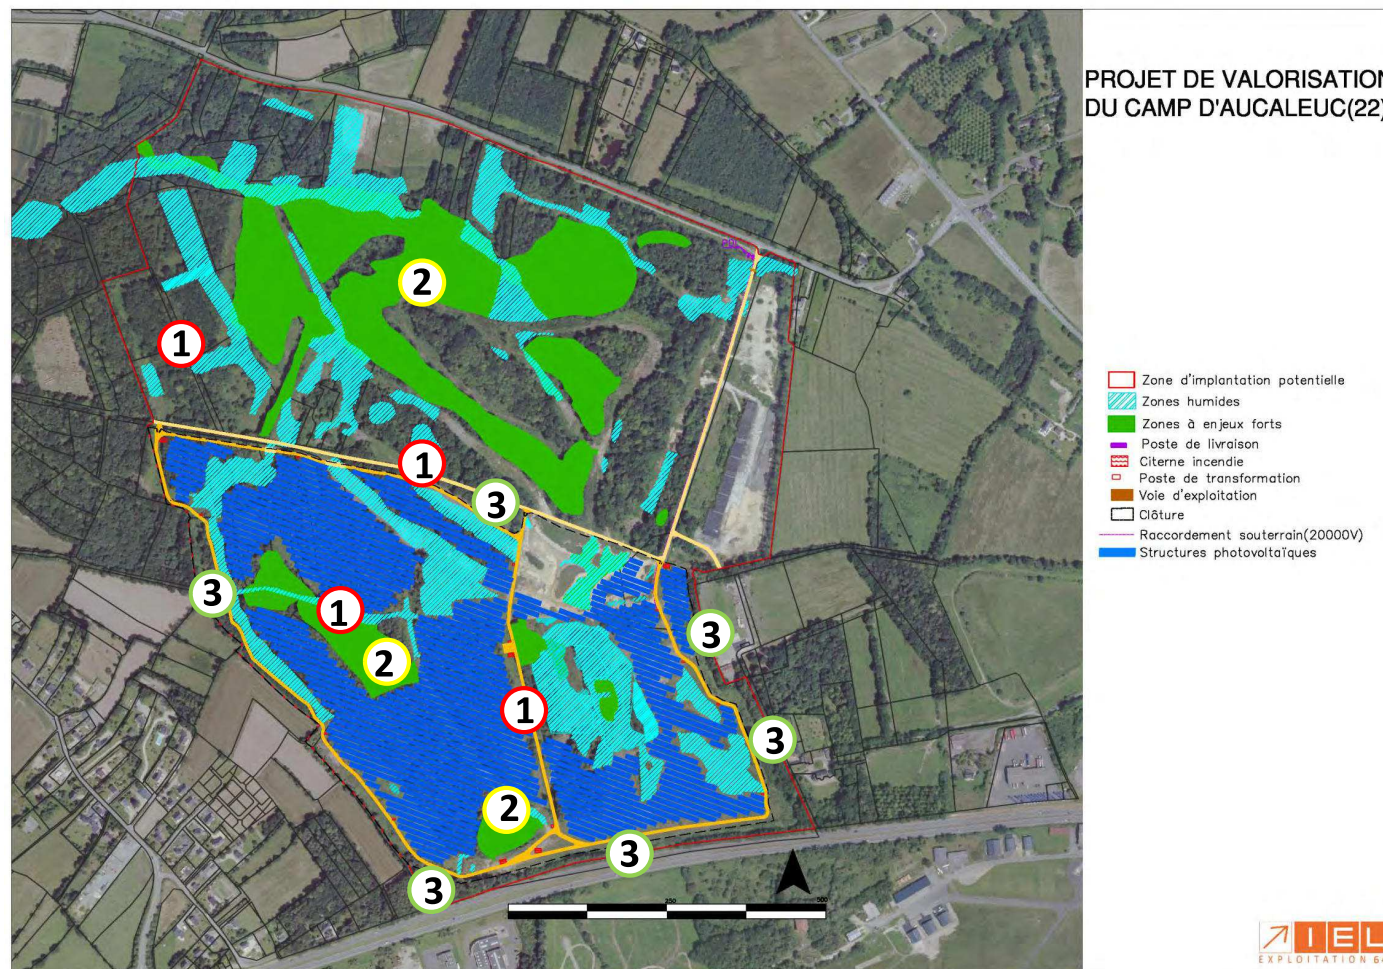 PROJET DE VALORISATION
DU CAMP D'AUCALEUC(22)
2
1
1
3
3
1
3
2
1
3
2
3
3
250
500
Zone d'implantation potentielle
Zones humides
Zones à enjeux forts
Poste de livraison
Citerne incendie
Poste de transformation
Voie d'exploitation
Clôture
Raccordement souterrain(20000V)
Structures photovoltaïques
IEL
EXPLOITATION